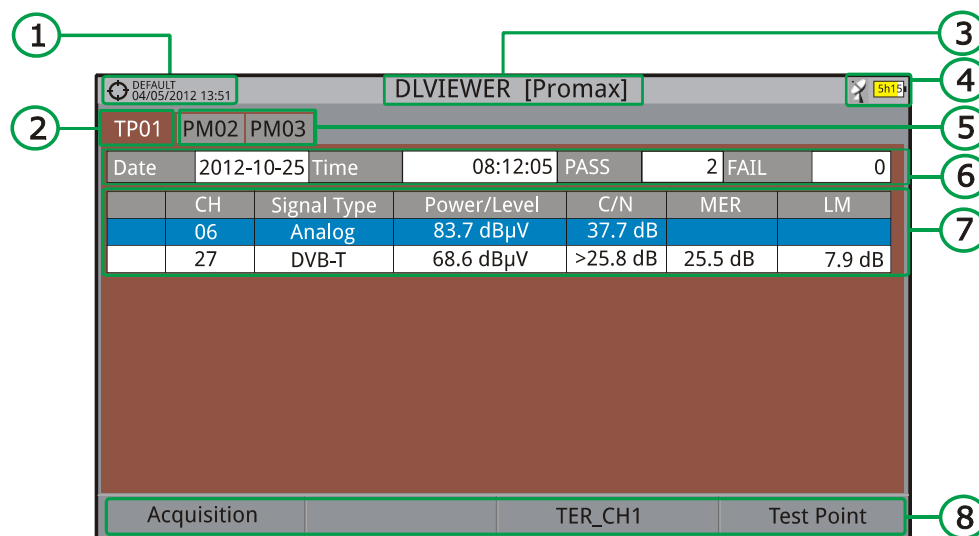 1
3
DEFAULT
04/05/2012 13:51
DLVIEWER [Promax]
5h15
4
2
TP01 PM02 PM03
5
Date 2012-10-25 Time 08:12:05 PASS 2 FAIL 0
6
CH Signal Type Power/Level C/N MER LM
7
06 Analog 83.7 dBµV 37.7 dB
27 DVB-T 68.6 dBµV >25.8 dB 25.5 dB 7.9 dB
Acquisition TER_CH1 Test Point
8